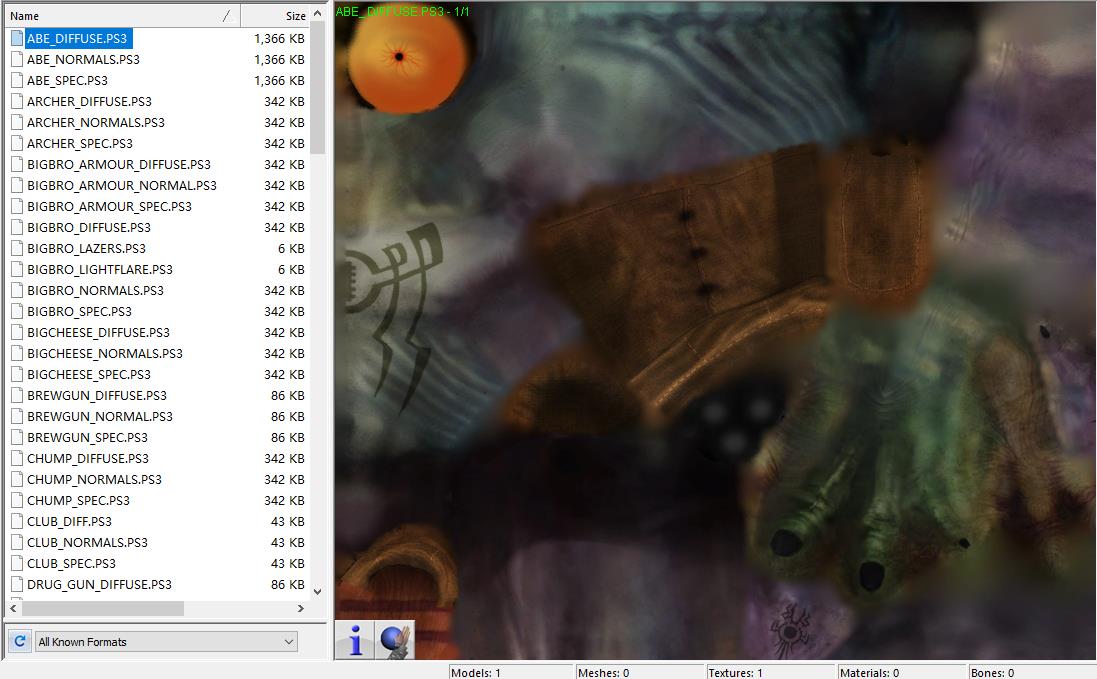 Name Size
ABE_DIFFUSE.PS3 1,366 KB
ABE_NORMALS.PS3 1,366 KB
ABE_SPEC.PS3 1,366 KB
ARCHER_DIFFUSE.PS3 342 KB
ARCHER_NORMALS.PS3 342 KB
ARCHER_SPEC.PS3 342 KB
BIGBRO_ARMOUR_DIFFUSE.PS3 342 KB
BIGBRO_ARMOUR_NORMAL.PS3 342 KB
BIGBRO_ARMOUR_SPEC.PS3 342 KB
BIGBRO_DIFFUSE.PS3 342 KB
BIGBRO_LAZERS.PS3 6 KB
BIGBRO_LIGHTFLARE.PS3 6 KB
BIGBRO_NORMALS.PS3 342 KB
BIGBRO_SPEC.PS3 342 KB
BIGCHEESE_DIFFUSE.PS3 342 KB
BIGCHEESE_NORMALS.PS3 342 KB
BIGCHEESE_SPEC.PS3 342 KB
BREWGUN_DIFFUSE.PS3 86 KB
BREWGUN_NORMAL.PS3 86 KB
BREWGUN_SPEC.PS3 86 KB
CHUMP_DIFFUSE.PS3 342 KB
CHUMP_NORMALS.PS3 342 KB
CHUMP_SPEC.PS3 342 KB
CLUB_DIFF.PS3 43 KB
CLUB_NORMALS.PS3 43 KB
CLUB_SPEC.PS3 43 KB
DRUG_GUN_DIFFUSE.PS3 86 KB
All Known Formats
ABE_DIFFUSE.PS3 - 1/1
Models: 1 Meshes: 0 Textures: 1 Materials: 0 Bones: 0